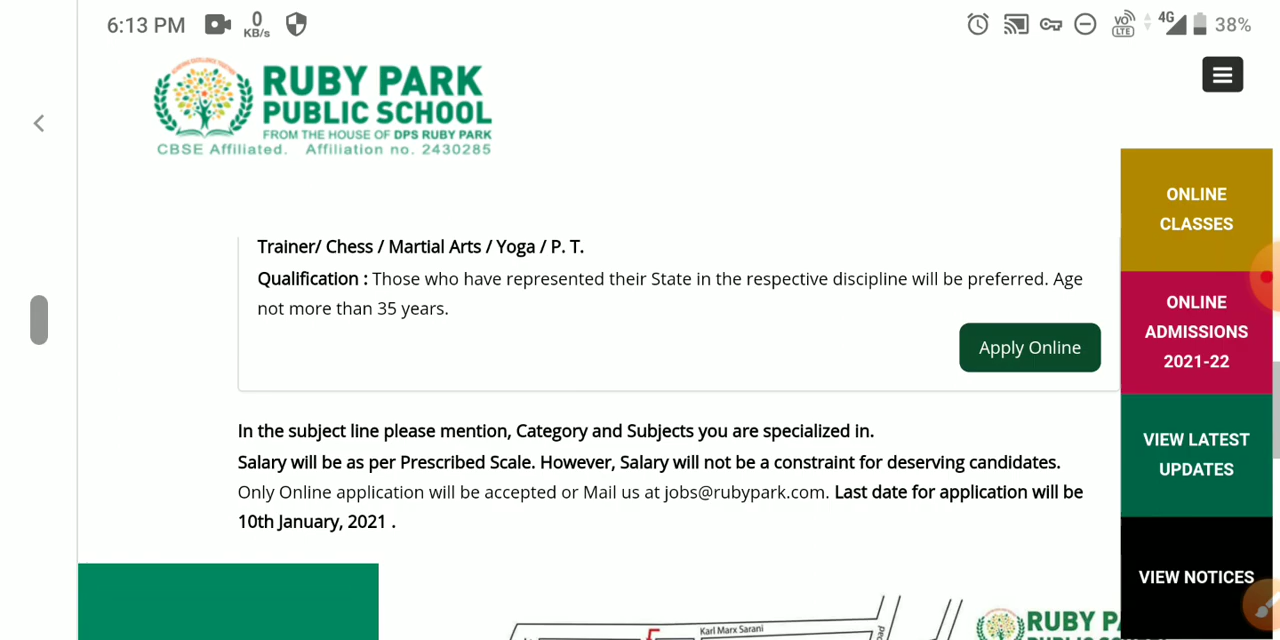 6:13 PM 0 KB/s VO LTE 4G 38%
RUBY PARK
PUBLIC SCHOOL
FROM THE HOUSE OF DPS RUBY PARK
CBSE Affiliated. Affiliation no. 2430285
Trainer/ Chess / Martial Arts / Yoga / P. T.
Qualification : Those who have represented their State in the respective discipline will be preferred. Age
not more than 35 years.
Apply Online
In the subject line please mention, Category and Subjects you are specialized in.
Salary will be as per Prescribed Scale. However, Salary will not be a constraint for deserving candidates.
Only Online application will be accepted or Mail us at jobs@rubypark.com. Last date for application will be
10th January, 2021 .
ONLINE
CLASSES
ONLINE
ADMISSIONS
2021-22
VIEW LATEST
UPDATES
VIEW NOTICES
Karl Marx Sarani
RUBY P